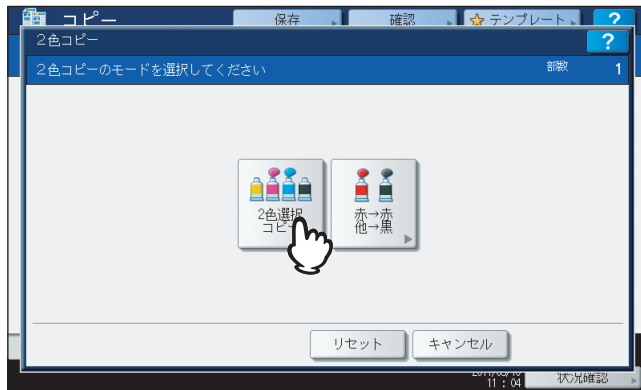 コピー 保存 確認 テンプレート ?
2色コピー ?
2色コピーのモードを選択してください 部数 1
2色選択 赤→赤
他→黒
リセット キャンセル
11 : 04 状況確認